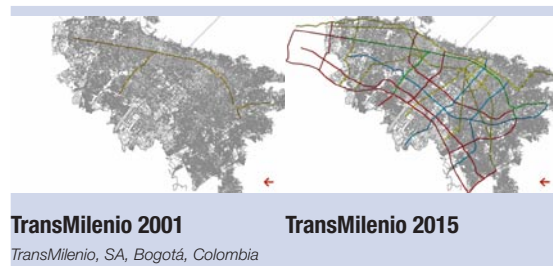 TransMilenio 2001
TransMilenio 2015
TransMilenio, SA, Bogotá, Colombia